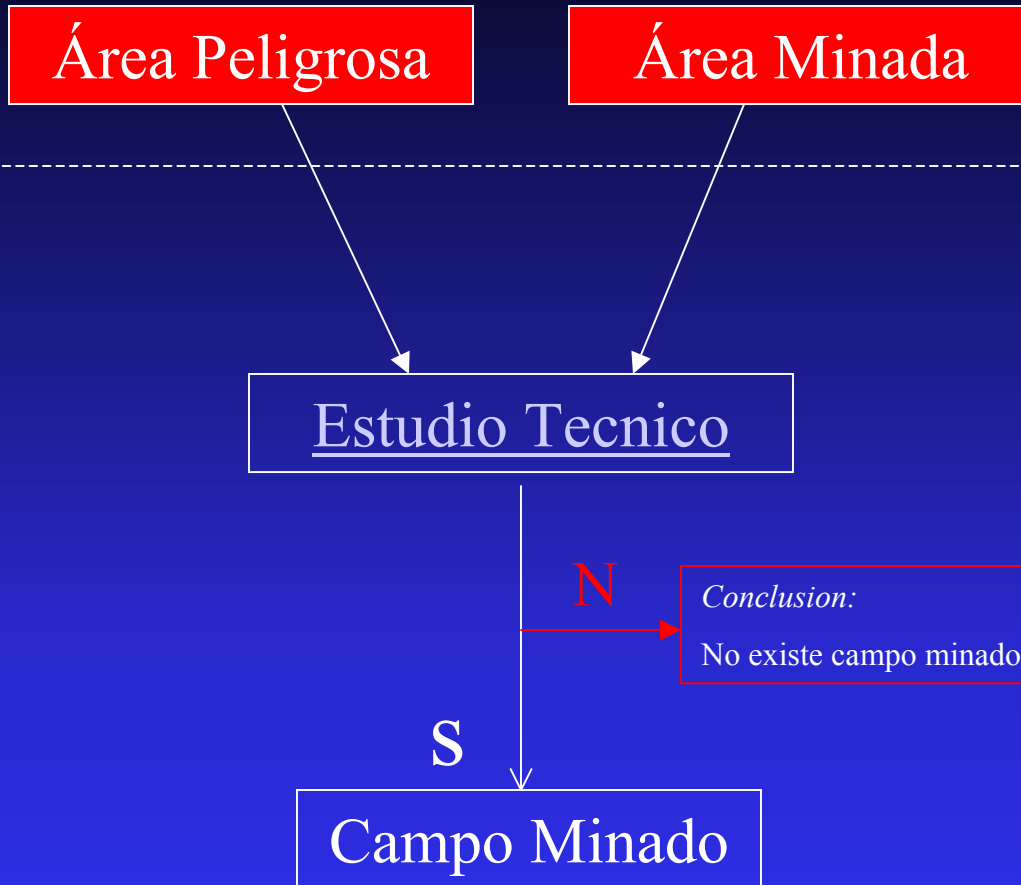 Área Peligrosa
Área Minada
Estudio Tecnico
N
Conclusion:
No existe campo minado
S
Campo Minado